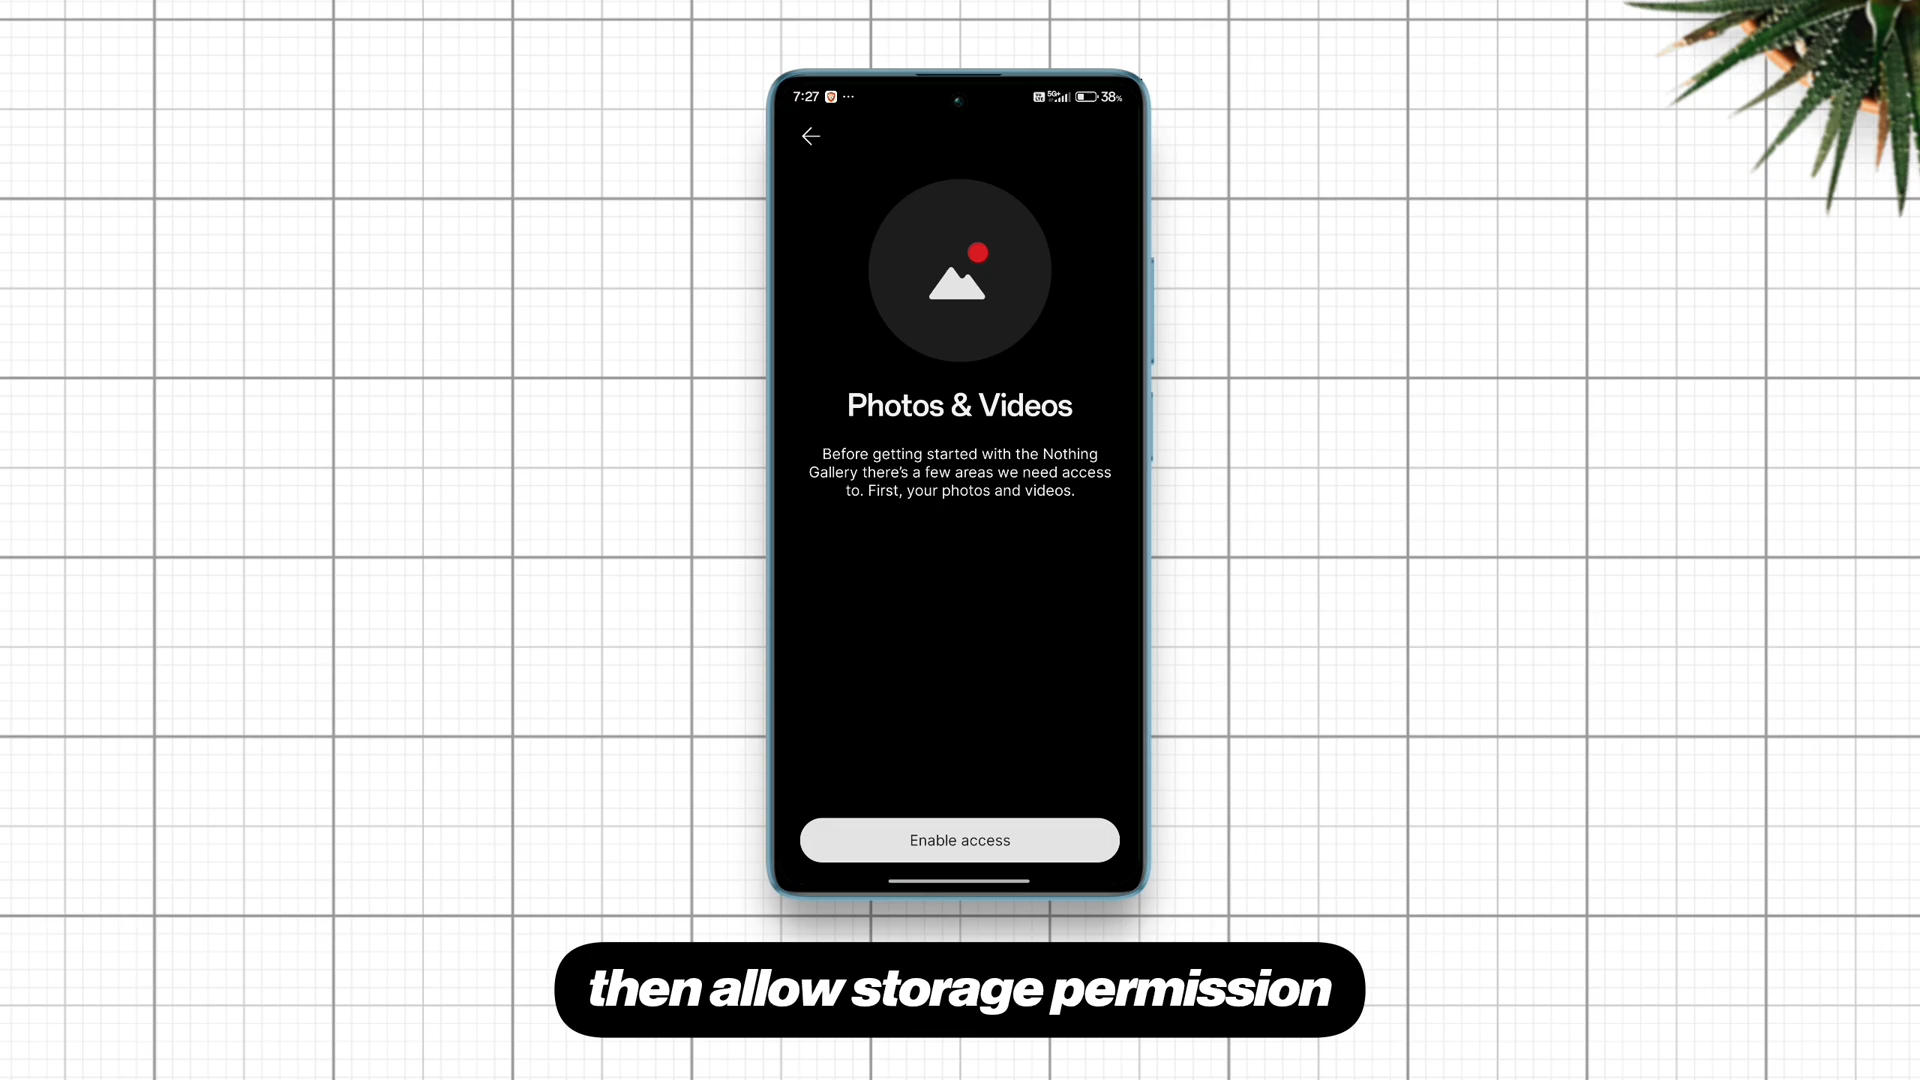 7:27 ... 5G+ 38%
Photos & Videos
Before getting started with the Nothing
Gallery there's a few areas we need access
to. First, your photos and videos.
Enable access
then allow storage permission